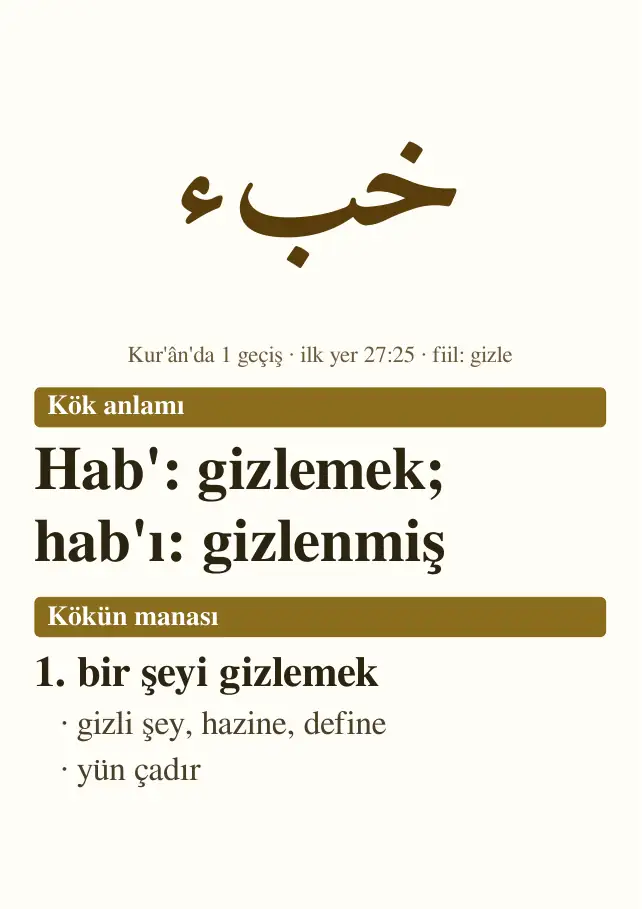 خبء
Kur'ân'da 1 geçiş · ilk yer 27:25 · fiil: gizle
Kök anlamı
Hab': gizlemek;
hab'ı: gizlenmiş
Kökün manası
1. bir şeyi gizlemek
· gizli şey, hazine, define
· yün çadır